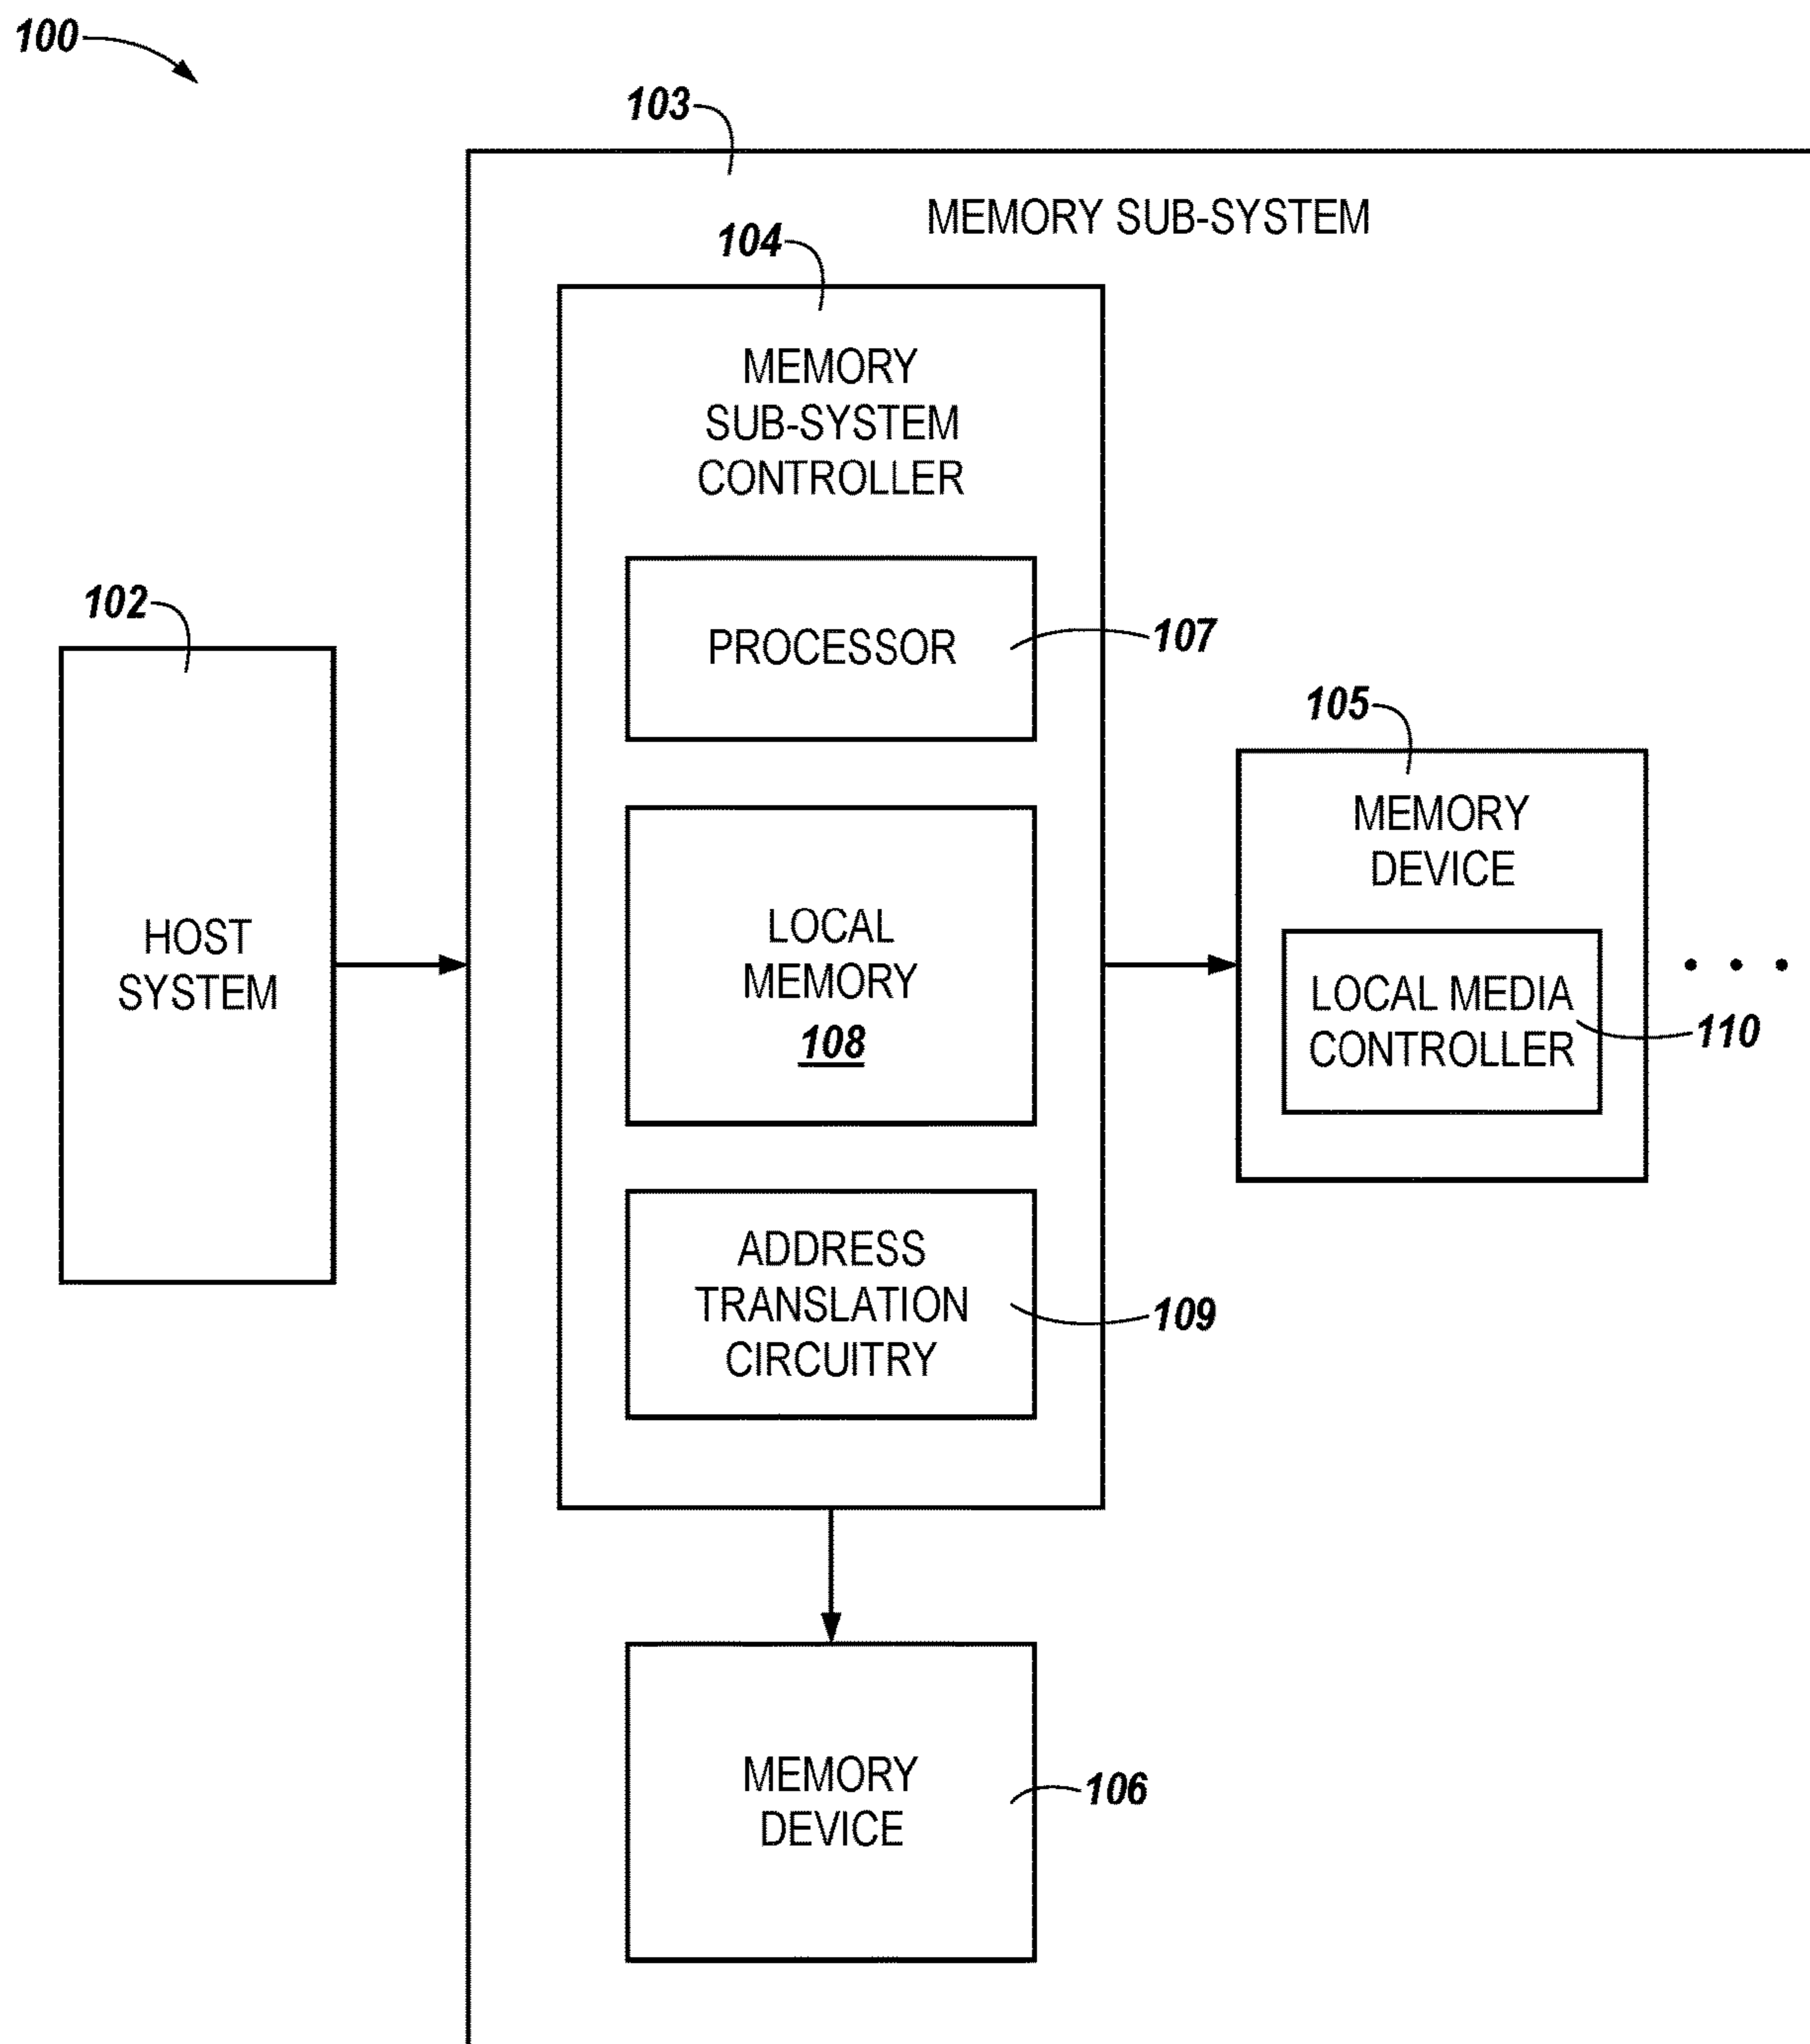 100
103
MEMORY SUB-SYSTEM
104
MEMORY
SUB-SYSTEM
CONTROLLER
102
HOST
SYSTEM
PROCESSOR
107
LOCAL
MEMORY
108
ADDRESS
TRANSLATION
CIRCUITRY
109
105
MEMORY
DEVICE
LOCAL MEDIA
CONTROLLER
110
• • •
MEMORY
DEVICE
106